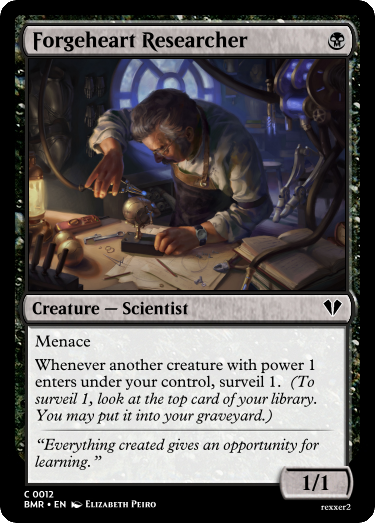 Forgeheart Researcher
Creature — Scientist
Menace
Whenever another creature with power 1
enters under your control, surveil 1. (To
surveil 1, look at the top card of your library.
You may put it into your graveyard.)
“Everything created gives an opportunity for
learning.”
1/1
C 0012
BMR • EN Elizabeth Peiro
rexxer2